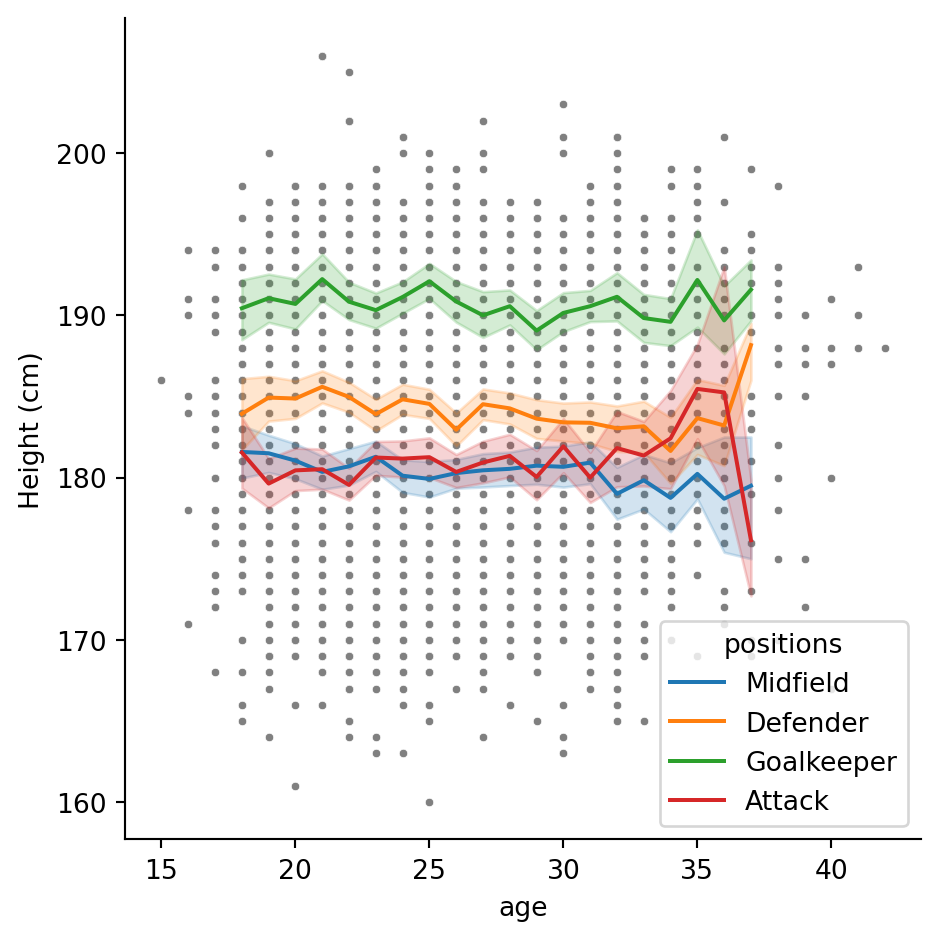 Height (cm)
200
190
180
170
160
15 20 25 30 35 40
age
positions
Midfield
Defender
Goalkeeper
Attack